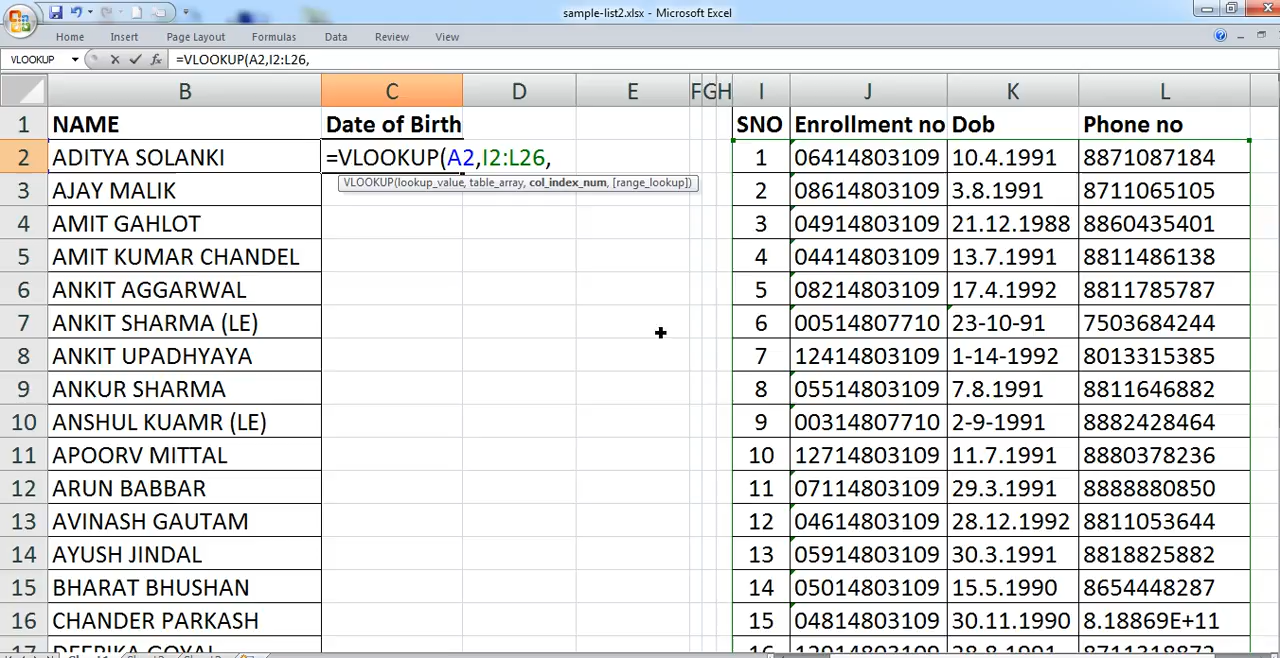 sample-list2.xlsx - Microsoft Excel
Home Insert Page Layout Formulas Data Review View
VLOOKUP fx =VLOOKUP(A2,I2:L26,
B C D E F G H I J K L
1 NAME Date of Birth SNO Enrollment no Dob Phone no
2 ADITYA SOLANKI =VLOOKUP(A2,I2:L26, 1 06414803109 10.4.1991 8871087184
VLOOKUP(lookup_value, table_array, col_index_num, [range_lookup])
3 AJAY MALIK 2 08614803109 3.8.1991 8711065105
4 AMIT GAHLOT 3 04914803109 21.12.1988 8860435401
5 AMIT KUMAR CHANDEL 4 04414803109 13.7.1991 8811486138
6 ANKIT AGGARWAL 5 08214803109 17.4.1992 8811785787
7 ANKIT SHARMA (LE) 6 00514807710 23-10-91 7503684244
8 ANKIT UPADHYAYA 7 12414803109 1-14-1992 8013315385
9 ANKUR SHARMA 8 05514803109 7.8.1991 8811646882
10 ANSHUL KUAMR (LE) 9 00314807710 2-9-1991 8882428464
11 APOORV MITTAL 10 12714803109 11.7.1991 8880378236
12 ARUN BABBAR 11 07114803109 29.3.1991 8888880850
13 AVINASH GAUTAM 12 04614803109 28.12.1992 8811053644
14 AYUSH JINDAL 13 05914803109 30.3.1991 8818825882
15 BHARAT BHUSHAN 14 05014803109 15.5.1990 8654448287
16 CHANDER PARKASH 15 04814803109 30.11.1990 8.18869E+11
17 DEEPIKA GOYAL 16